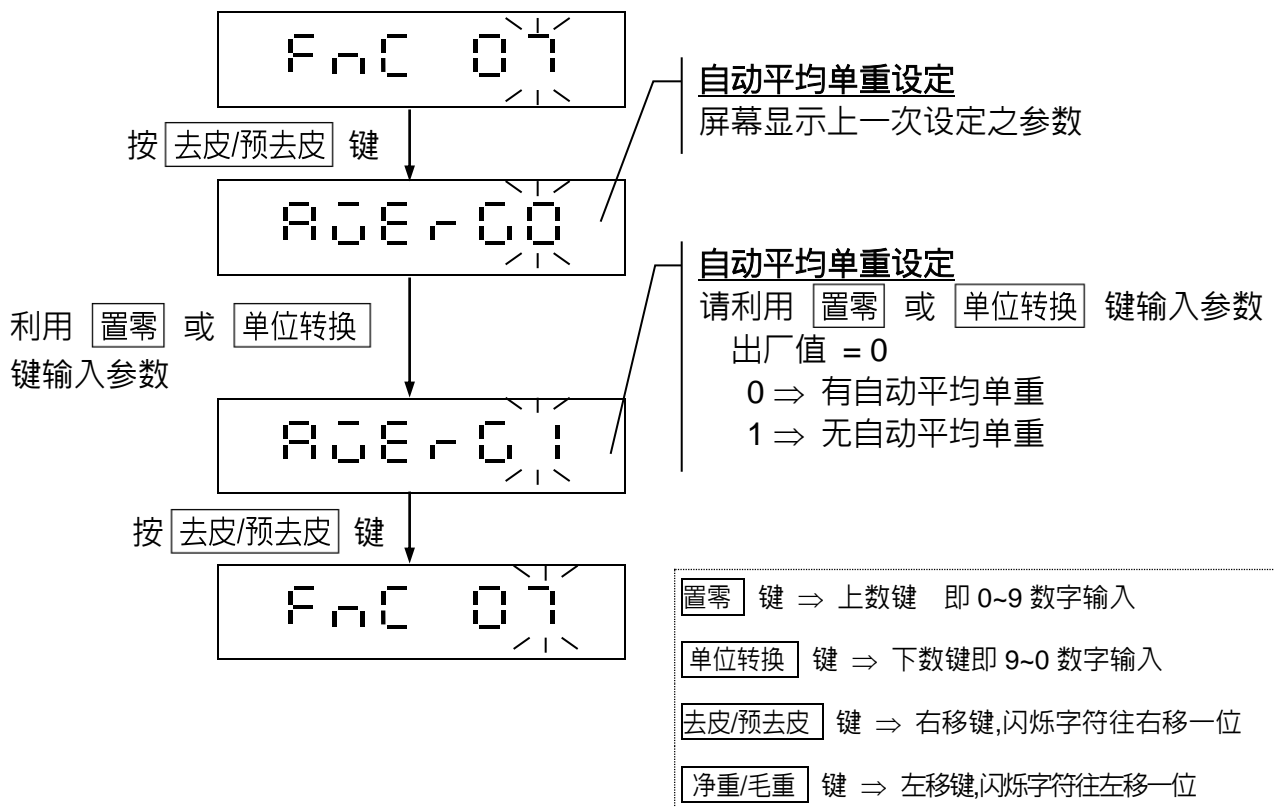 FnC 07
按 去皮/预去皮 键
AvErG0
利用 置零 或 单位转换
键输入参数
AvErG1
按 去皮/预去皮 键
FnC 07
自动平均单重设定
屏幕显示上一次设定之参数
自动平均单重设定
请利用 置零 或 单位转换 键输入参数
出厂值 = 0
0 ⇒ 有自动平均单重
1 ⇒ 无自动平均单重
置零 键 ⇒ 上数键 即 0~9 数字输入
单位转换 键 ⇒ 下数键即 9~0 数字输入
去皮/预去皮 键 ⇒ 右移键,闪烁字符往右移一位
净重/毛重 键 ⇒ 左移键,闪烁字符往左移一位